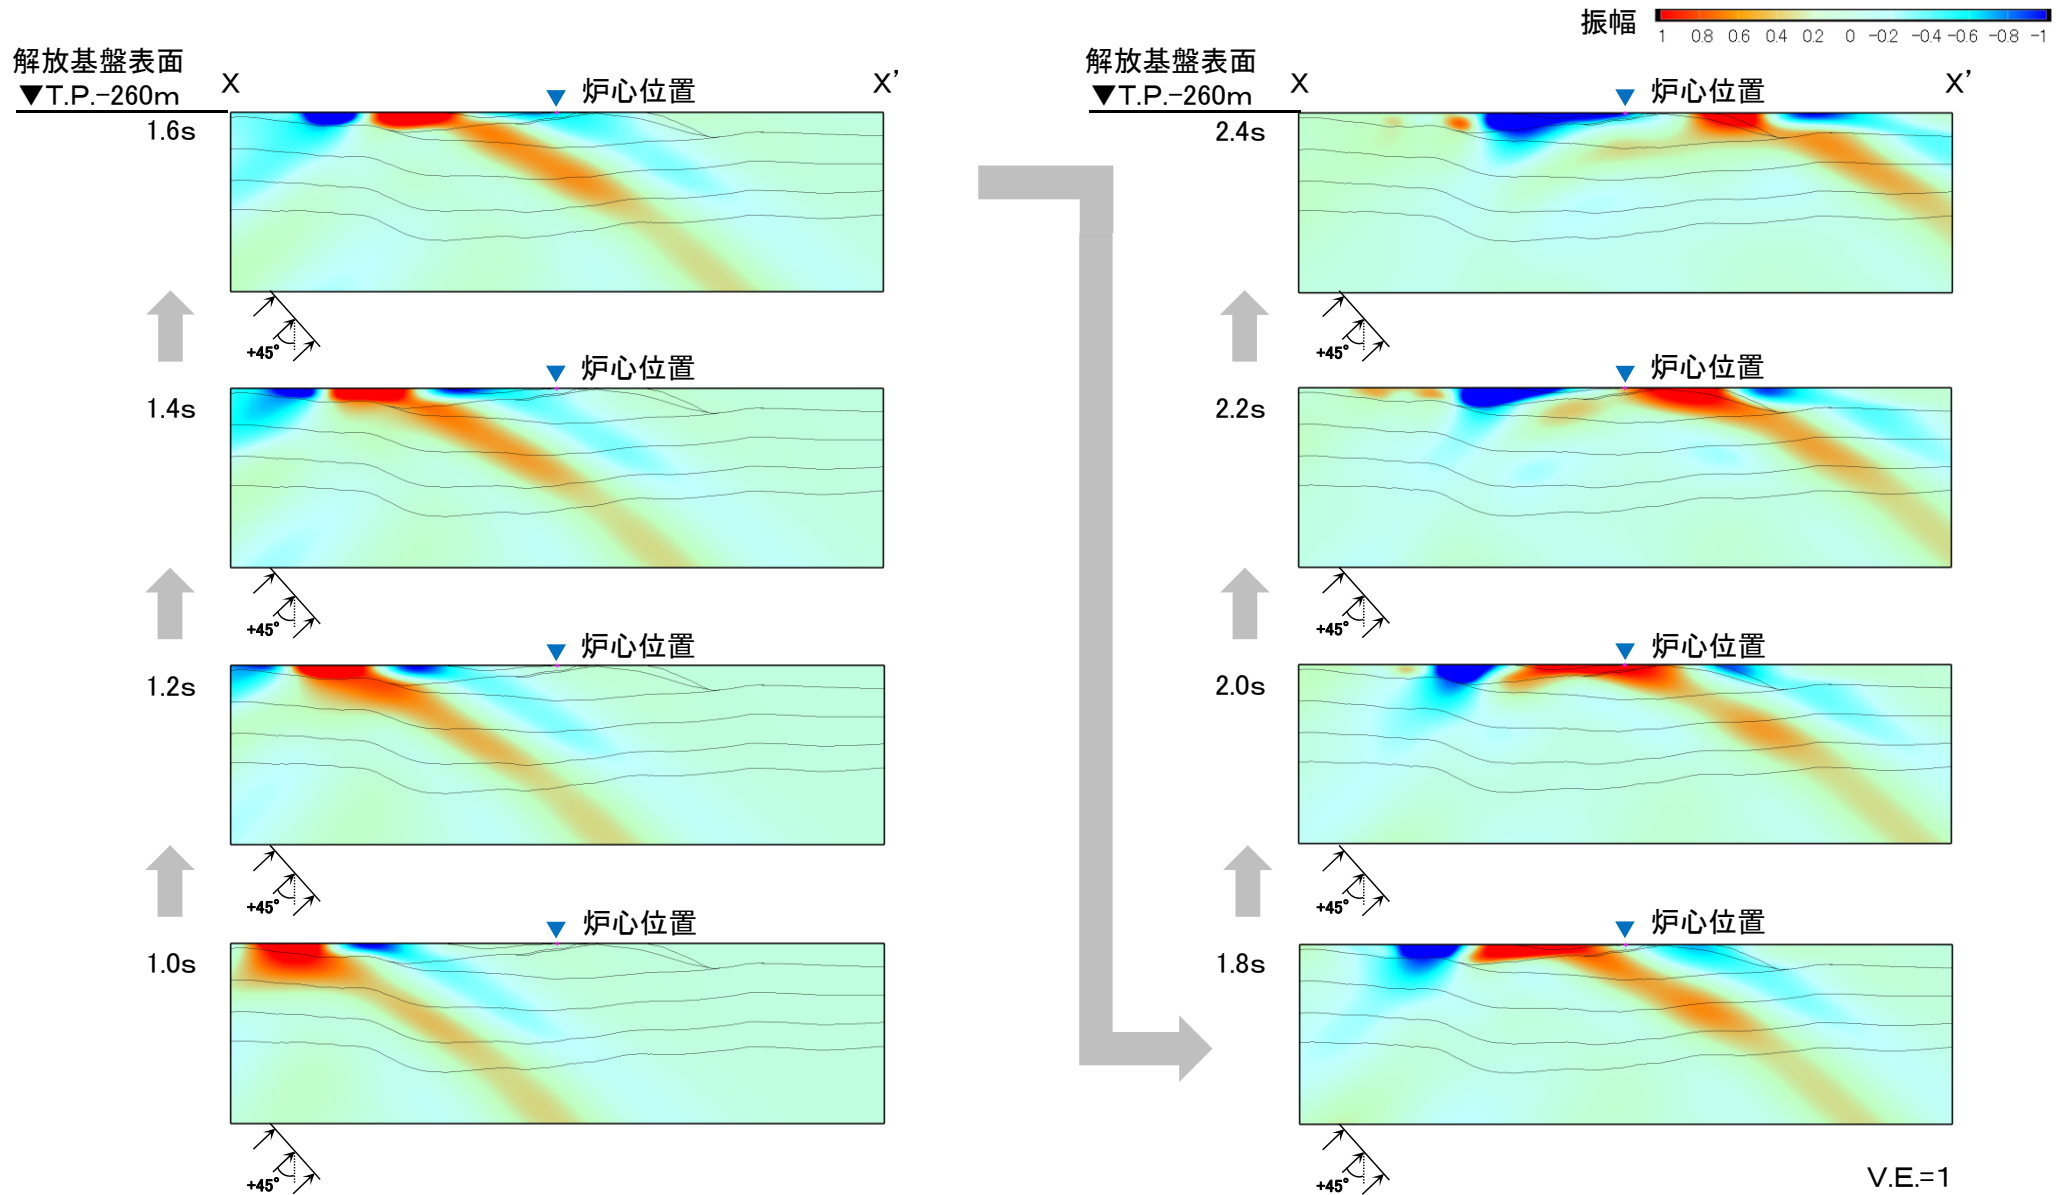 振幅
1 0.8 0.6 0.4 0.2 0 -0.2 -0.4 -0.6 -0.8 -1
解放基盤表面
▼T.P.-260m
X
X'
炉心位置
1.6s
+45°
炉心位置
1.4s
+45°
炉心位置
1.2s
+45°
炉心位置
1.0s
+45°
解放基盤表面
▼T.P.-260m
X
X'
炉心位置
2.4s
+45°
炉心位置
2.2s
+45°
炉心位置
2.0s
+45°
炉心位置
1.8s
+45°
V.E.=1